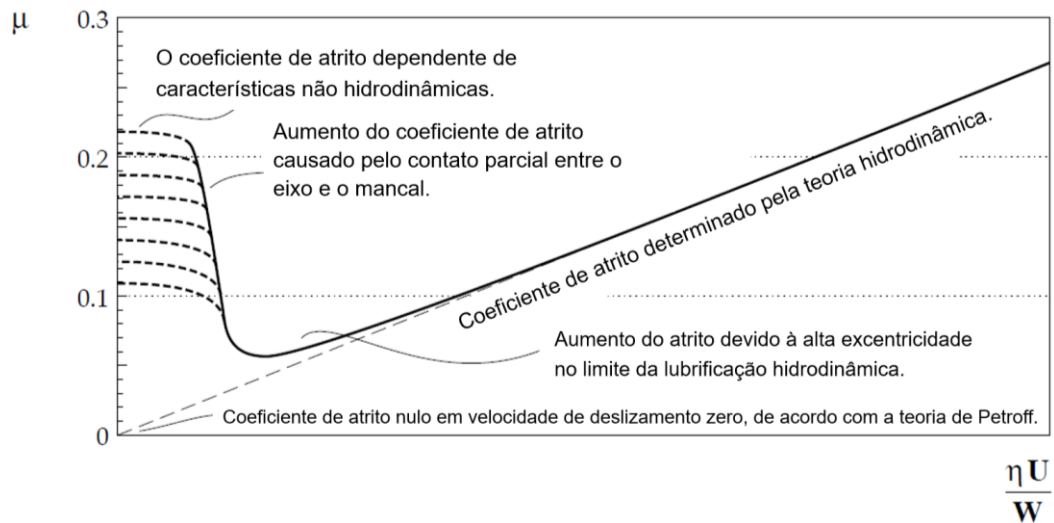 μ
0.3
O coeficiente de atrito dependente de
características não hidrodinâmicas.
Aumento do coeficiente de atrito
causado pelo contato parcial entre o
eixo e o mancal.
0.2
Coeficiente de atrito determinado pela teoria hidrodinâmica.
0.1
Aumento do atrito devido à alta excentricidade
no limite da lubrificação hidrodinâmica.
Coeficiente de atrito nulo em velocidade de deslizamento zero, de acordo com a teoria de Petroff.
0
η U
W